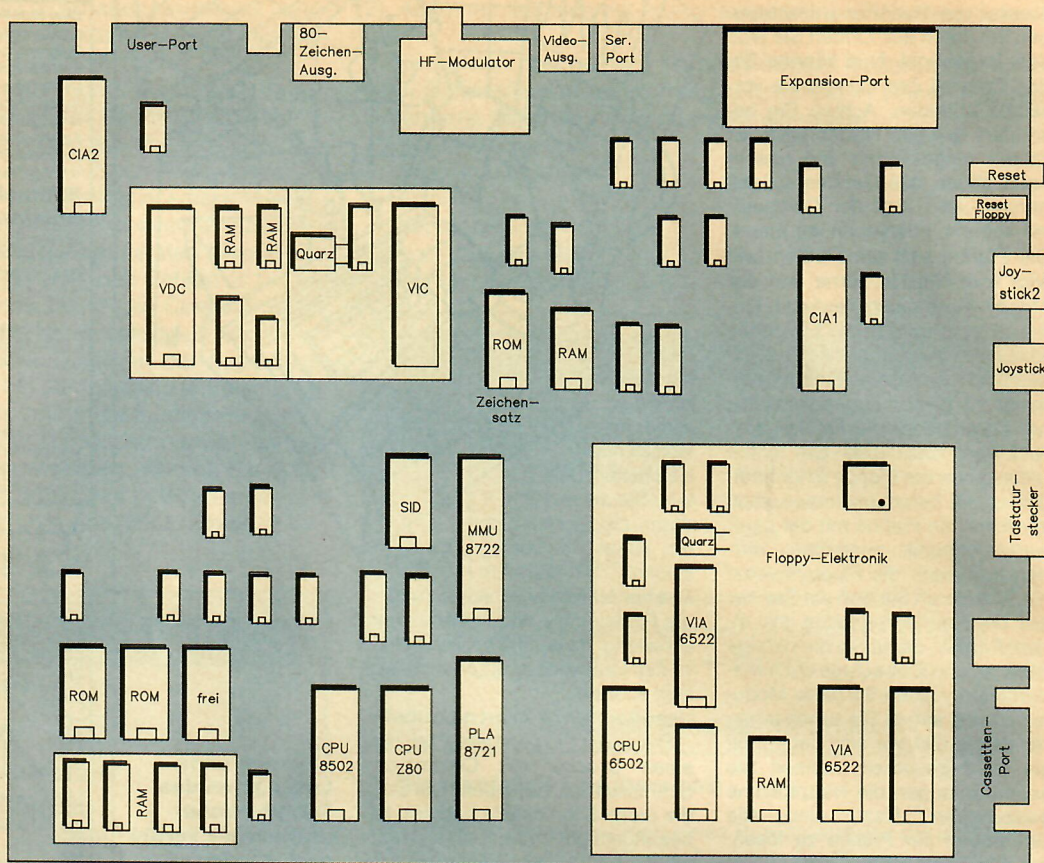 User-Port
80-
Zeichen-
Ausg.
HF-Modulator
Video-
Ausg.
Ser.
Port
Expansion-Port
CIA2
Reset
Reset
Floppy
VDC
RAM
RAM
Quarz
VIC
Joy-
stick2
CIA1
ROM
RAM
Joystick
Zeichen-
satz
SID
MMU
8722
Quarz
Floppy-Elektronik
Tastatur-
stecker
VIA
6522
ROM
ROM
frei
CPU
8502
CPU
Z80
PLA
8721
CPU
6502
RAM
VIA
6522
Cassetten-
Port
RAM